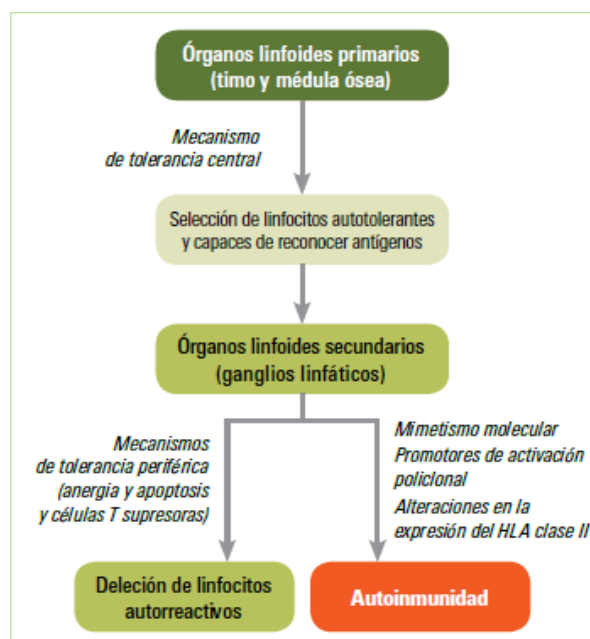 Órganos linfoides primarios
(timo y médula ósea)
Mecanismo
de tolerancia central
Selección de linfocitos autotolerantes
y capaces de reconocer antígenos
Órganos linfoides secundarios
(ganglios linfáticos)
Mecanismos
de tolerancia periférica
(anergia y apoptosis
y células T supresoras)
Mimetismo molecular
Promotores de activación
policlonal
Alteraciones en la
expresión del HLA clase II
Deleción de linfocitos
autorreactivos
Autoinmunidad